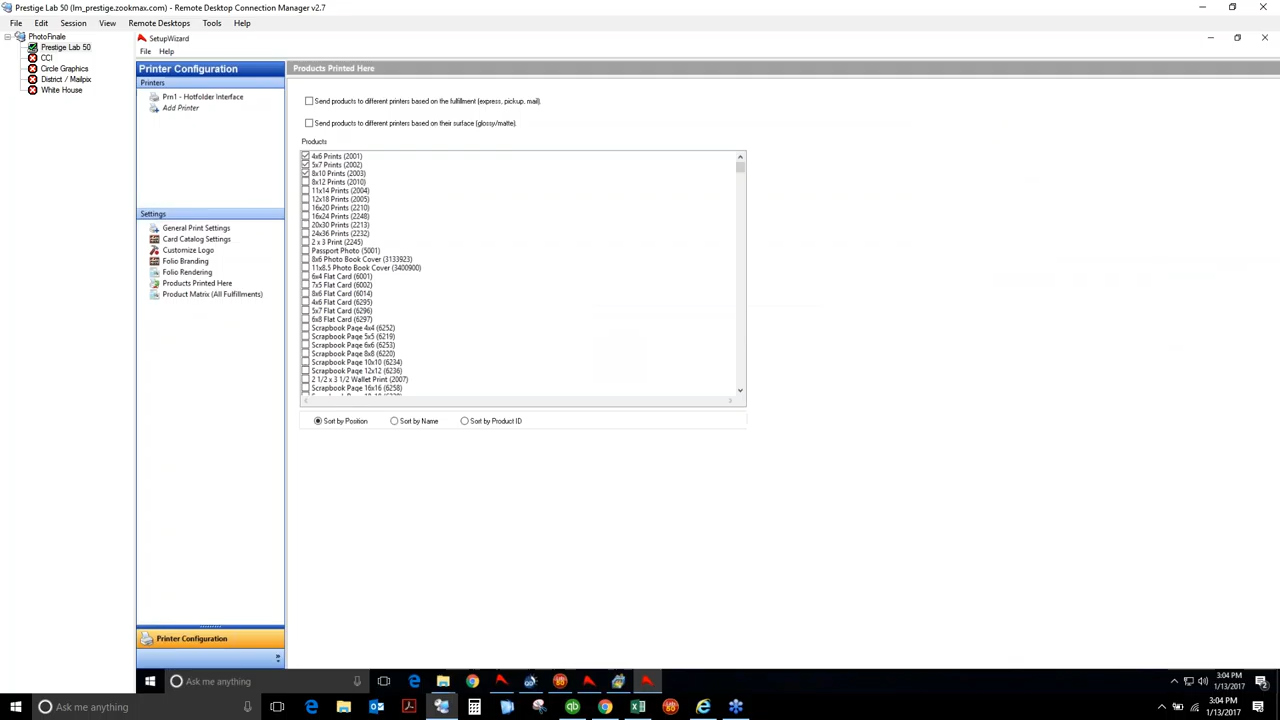 Prestige Lab 50 (lm_prestige.zookmax.com) - Remote Desktop Connection Manager v2.7
File Edit Session View Remote Desktops Tools Help
PhotoFinale
Prestige Lab 50
CCI
Circle Graphics
District / Mailpix
White House
SetupWizard
File Help
Printer Configuration
Printers
Prn1 - Hotfolder Interface
Add Printer
Settings
General Print Settings
Card Catalog Settings
Customize Logo
Folio Branding
Folio Rendering
Products Printed Here
Product Matrix (All Fulfillments)
Printer Configuration
Products Printed Here
Send products to different printers based on the fulfillment (express, pickup, mail).
Send products to different printers based on their surface (glossy/matte).
Products
4x6 Prints (2001)
5x7 Prints (2002)
8x10 Prints (2003)
8x12 Prints (2010)
11x14 Prints (2004)
12x18 Prints (2005)
16x20 Prints (2210)
16x24 Prints (2248)
20x30 Prints (2213)
24x36 Prints (2232)
2 x 3 Print (2245)
Passport Photo (5001)
8x6 Photo Book Cover (3133923)
11x8.5 Photo Book Cover (3400900)
6x4 Flat Card (6001)
7x5 Flat Card (6002)
8x6 Flat Card (6014)
4x6 Flat Card (6295)
5x7 Flat Card (6296)
6x8 Flat Card (6297)
Scrapbook Page 4x4 (6252)
Scrapbook Page 5x5 (6219)
Scrapbook Page 6x6 (6253)
Scrapbook Page 8x8 (6220)
Scrapbook Page 10x10 (6234)
Scrapbook Page 12x12 (6236)
2 1/2 x 3 1/2 Wallet Print (2007)
Scrapbook Page 16x16 (6258)
Sort by Position Sort by Name Sort by Product ID
Ask me anything
3:04 PM
1/13/2017
Ask me anything
3:04 PM
1/13/2017